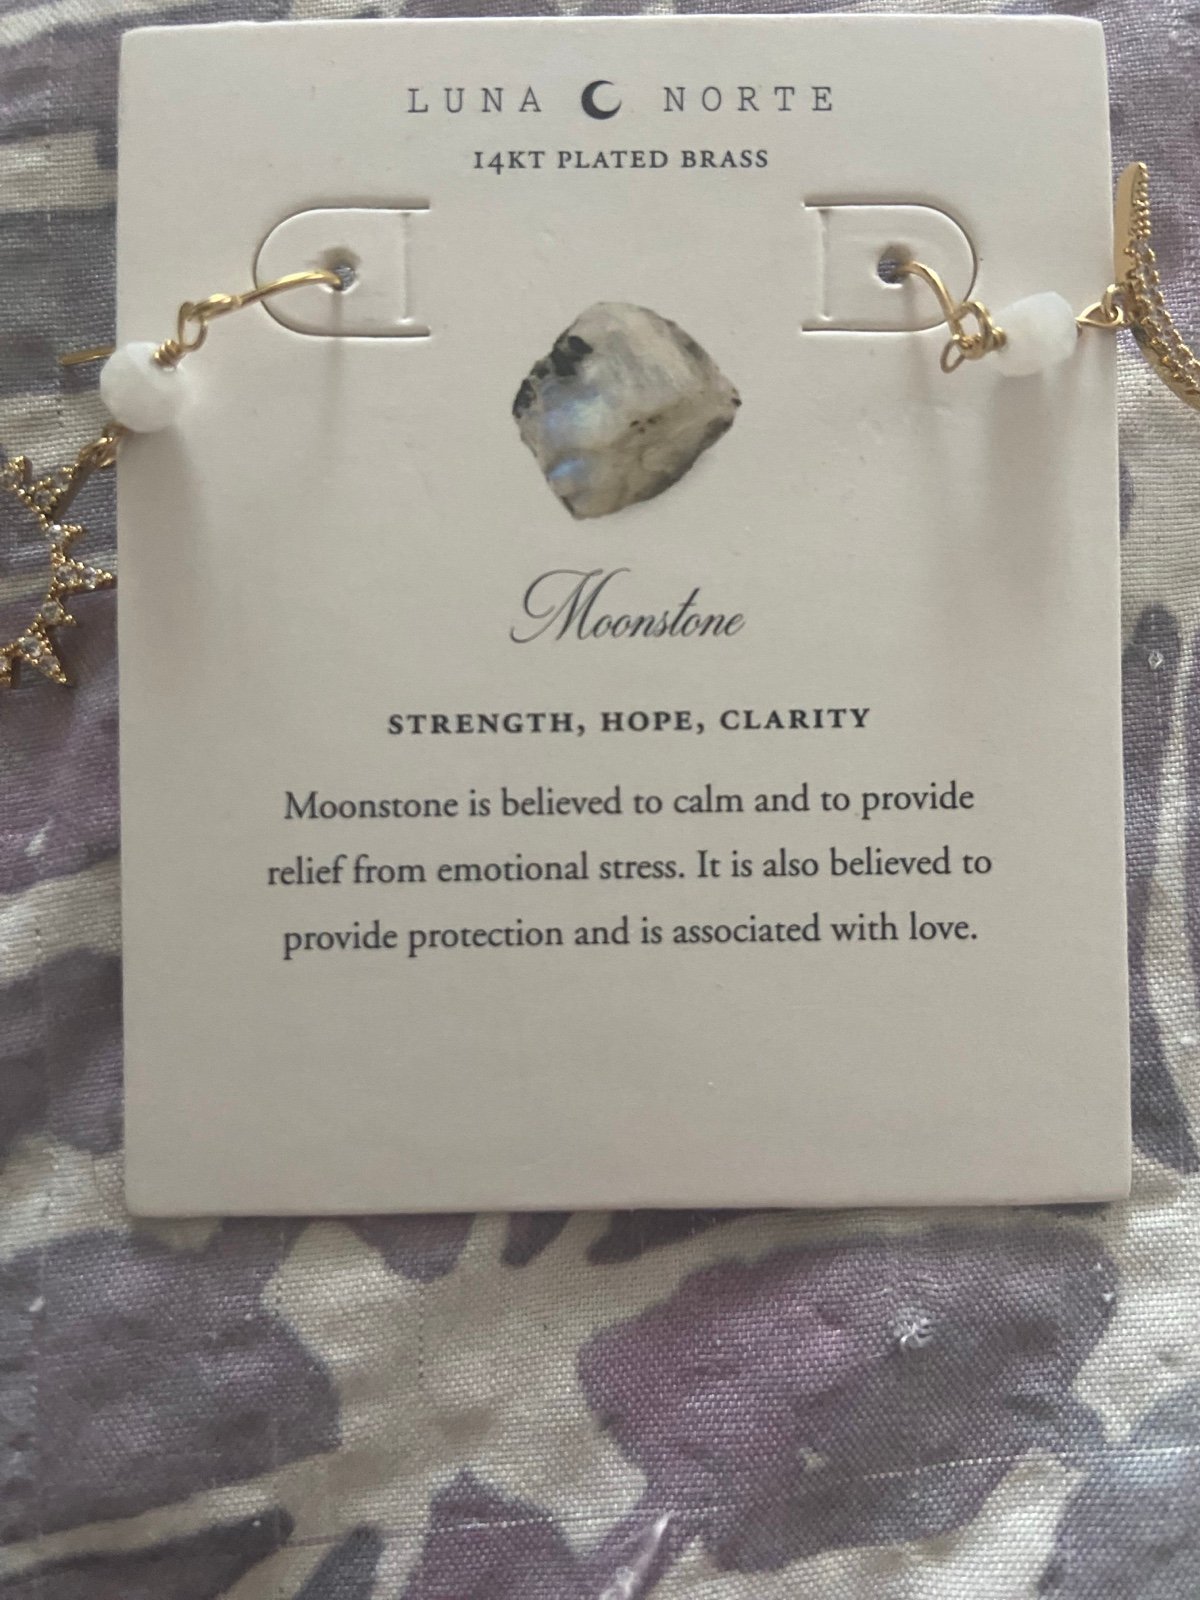 LUNA NORTE
14KT PLATED BRASS
Moonstone
STRENGTH, HOPE, CLARITY
Moonstone is believed to calm and to provide
relief from emotional stress. It is also believed to
provide protection and is associated with love.